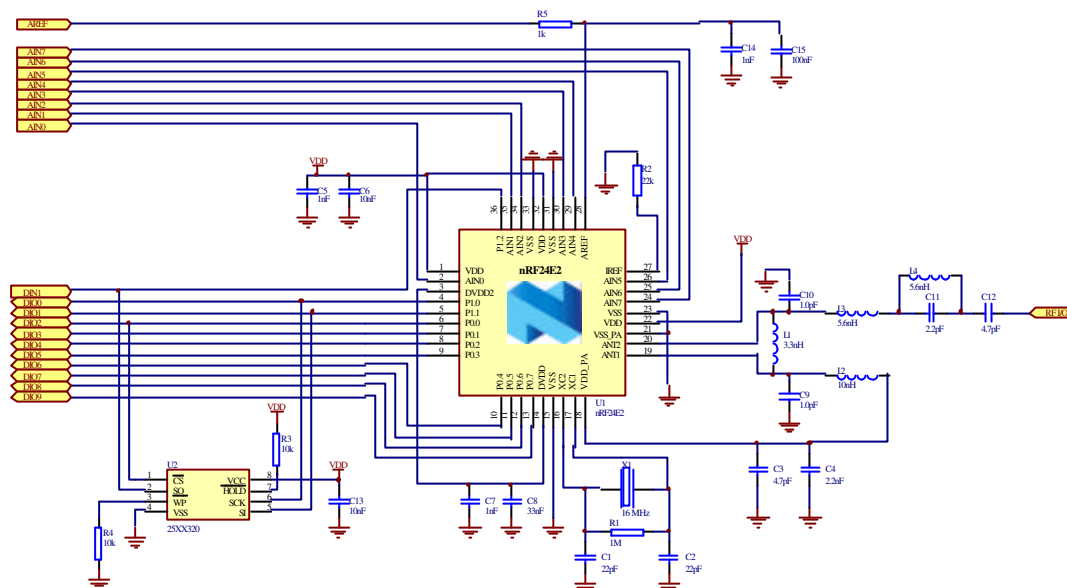 AREF
R5
1k
C14
1nF
C15
100nF
AIN7
AIN6
AIN5
AIN4
AIN3
AIN2
AIN1
AIN0
VDD
C5
1nF
C6
10nF
R2
22k
36
35
34
33
32
31
30
29
28
P1.2
AIN1
AIN2
VSS
VDD
VSS
AIN3
AIN4
AREF
nRF24E2
1 VDD
2 AIN0
3 DVDD2
4 P1.0
5 P1.1
6 P0.0
7 P0.1
8 P0.2
9 P0.3
IREF 27
AIN5 26
AIN6 25
AIN7 24
VSS 23
VDD 22
VSS_PA 21
ANT2 20
ANT1 19
P0.4
P0.5
P0.6
P0.7
DVDD
VSS
XC2
XC1
VDD_PA
10
11
12
13
14
15
16
17
18
U1
nRF24E2
DIN1
DIO0
DIO1
DIO2
DIO3
DIO4
DIO5
DIO6
DIO7
DIO8
DIO9
VDD
C10
1.0pF
L1
3.3nH
L3
5.6nH
L4
5.6nH
C11
2.2pF
C12
4.7pF
RF I/O
L2
10nH
C9
1.0pF
C3
4.7pF
C4
2.2nF
VDD
R3
10k
U2
1 CS
2 SO
3 WP
4 VSS
VCC 8
HOLD 7
SCK 6
SI 5
25XX320
R4
10k
VDD
C13
10nF
C7
1nF
C8
33nF
X1
16 MHz
R1
1M
C1
22pF
C2
22pF